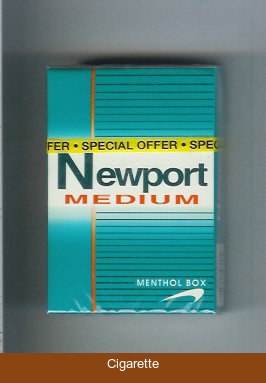 FER • SPECIAL OFFER • SPEC
Newport
MEDIUM
MENTHOL BOX
Cigarette